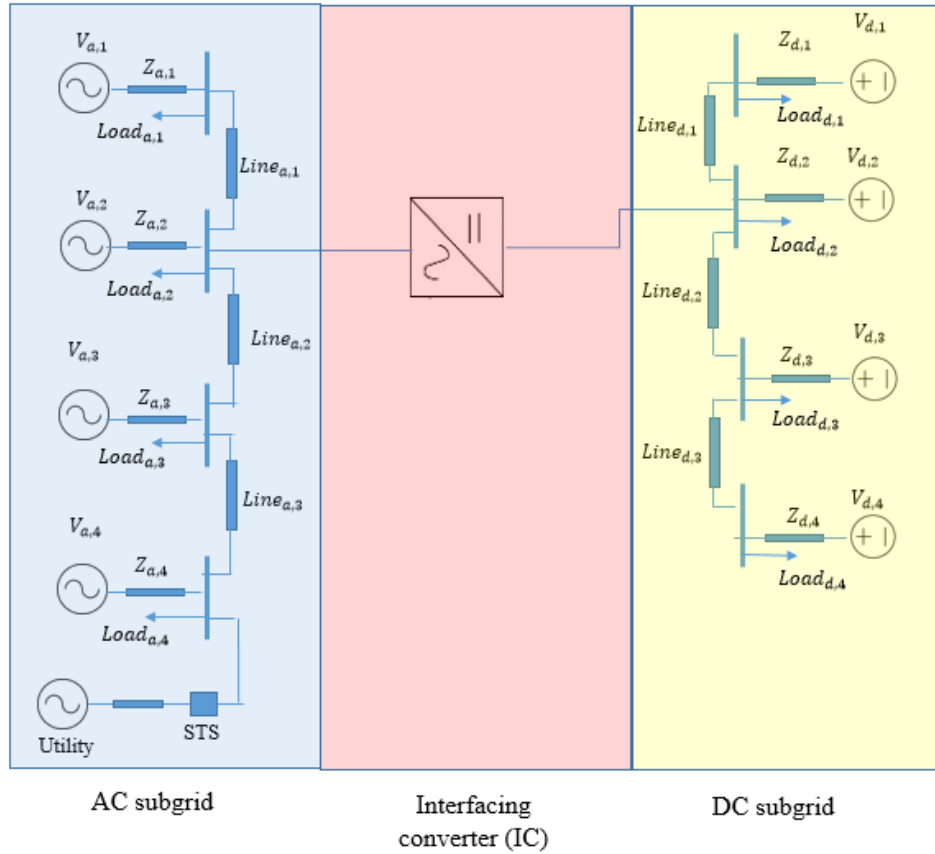 V_{a,1}
Z_{a,1}
Load_{a,1}
Line_{a,1}
V_{a,2}
Z_{a,2}
Load_{a,2}
Line_{a,2}
V_{a,3}
Z_{a,3}
Load_{a,3}
Line_{a,3}
V_{a,4}
Z_{a,4}
Load_{a,4}
Utility
STS
V_{d,1}
Z_{d,1}
Load_{d,1}
Line_{d,1}
V_{d,2}
Z_{d,2}
Load_{d,2}
Line_{d,2}
V_{d,3}
Z_{d,3}
Load_{d,3}
Line_{d,3}
V_{d,4}
Z_{d,4}
Load_{d,4}
AC subgrid
Interfacing
converter (IC)
DC subgrid